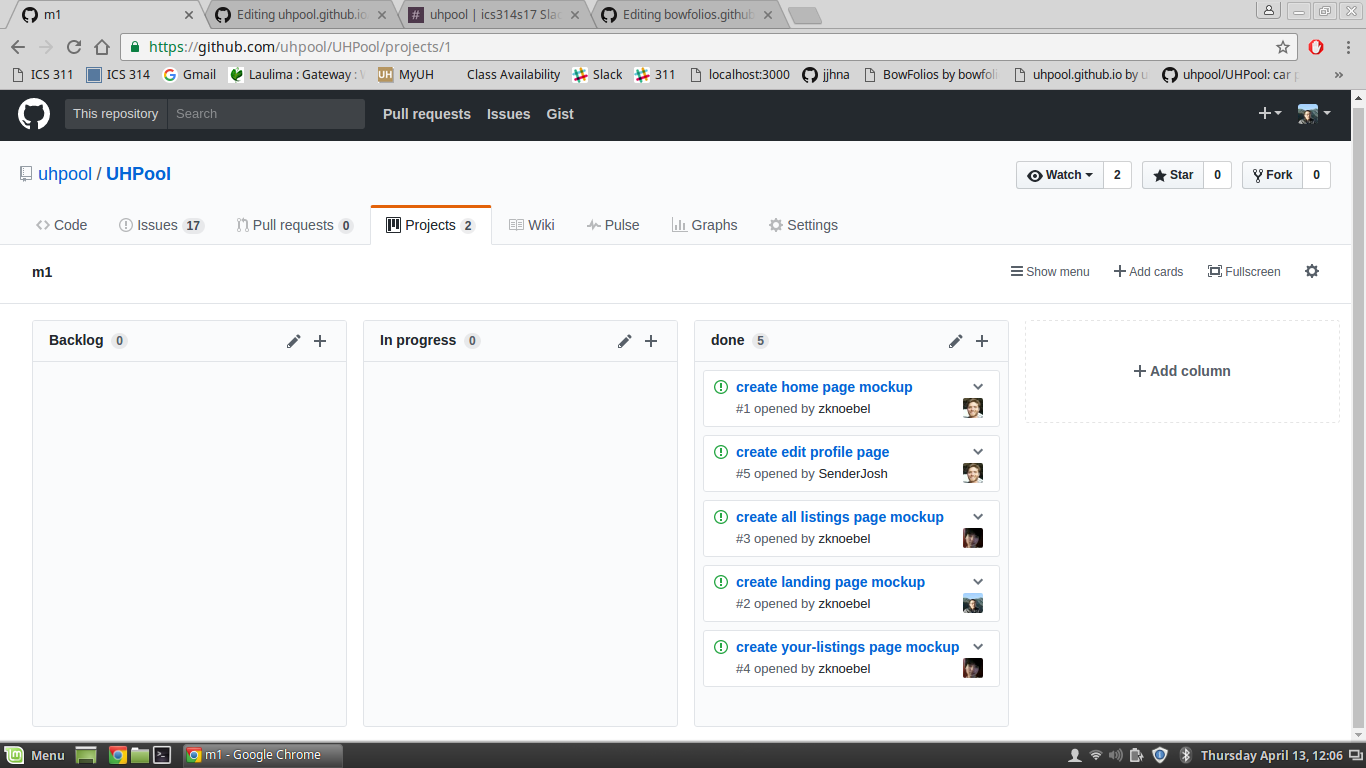 m1
Editing uhpool.github.io
uhpool | ics314s17 Slac
Editing bowfolios.github
https://github.com/uhpool/UHPool/projects/1
ICS 311
ICS 314
Gmail
Laulima : Gateway :
UH MyUH
Class Availability
Slack
311
localhost:3000
jjhna
BowFolios by bowfoli
uhpool.github.io by u
uhpool/UHPool: car p
»
This repository
Search
Pull requests
Issues
Gist
uhpool / UHPool
Watch 2
Star 0
Fork 0
Code
Issues 17
Pull requests 0
Projects 2
Wiki
Pulse
Graphs
Settings
m1
Show menu
Add cards
Fullscreen
Backlog 0
In progress 0
done 5
create home page mockup
#1 opened by zknoebel
create edit profile page
#5 opened by SenderJosh
create all listings page mockup
#3 opened by zknoebel
create landing page mockup
#2 opened by zknoebel
create your-listings page mockup
#4 opened by zknoebel
Add column
Menu
m1 - Google Chrome
Thursday April 13, 12:06